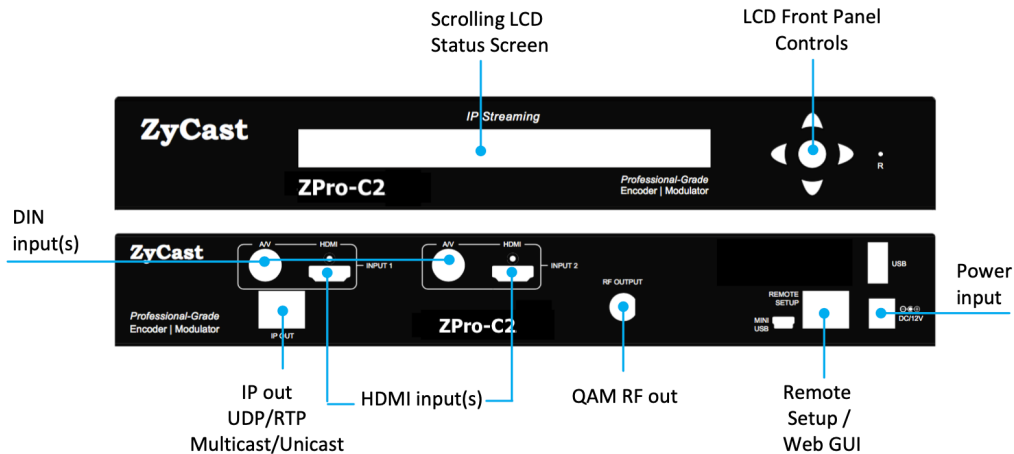 Scrolling LCD
Status Screen
LCD Front Panel
Controls
ZyCast
IP Streaming
ZPro-C2
Professional-Grade
Encoder | Modulator
R
DIN
input(s)
ZyCast
A/V
HDMI
INPUT 1
A/V
HDMI
INPUT 2
RF OUTPUT
USB
REMOTE
SETUP
MINI
USB
DC/12V
Power
input
Professional-Grade
Encoder | Modulator
IP OUT
ZPro-C2
IP out
UDP/RTP
Multicast/Unicast
HDMI input(s)
QAM RF out
Remote
Setup /
Web GUI